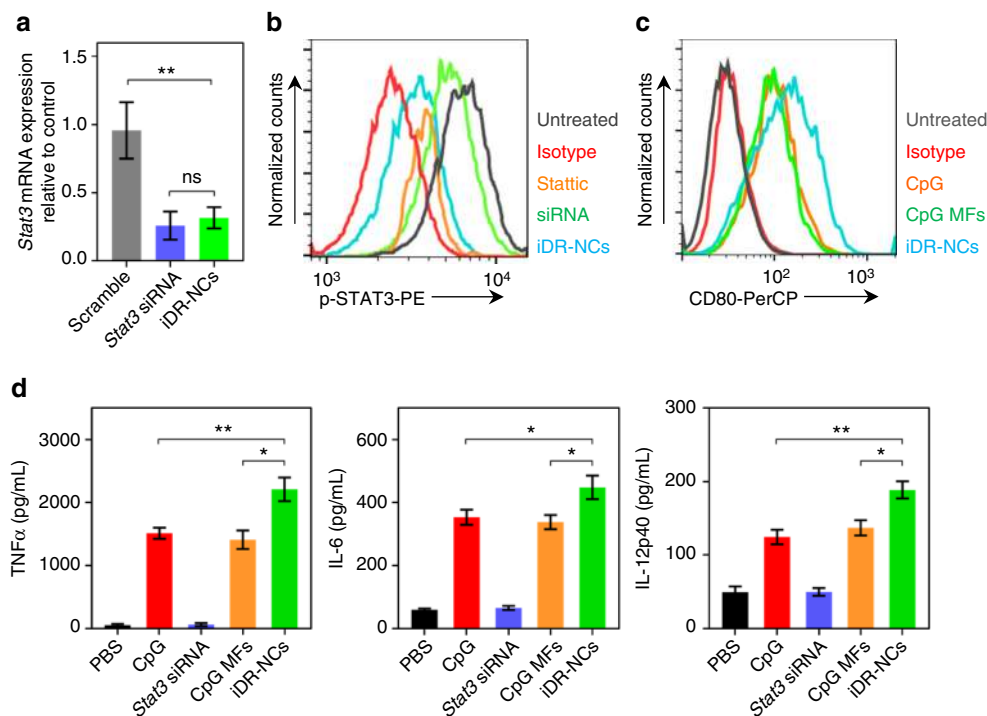 a
Stat3 mRNA expression
relative to control
1.5
1.0
0.5
0.0
**
ns
Scramble
Stat3 siRNA
iDR-NCs
b
Normalized counts
10³
10⁴
p-STAT3-PE
Untreated
Isotype
Stattic
siRNA
iDR-NCs
c
Normalized counts
10²
10³
CD80-PerCP
Untreated
Isotype
CpG
CpG MFs
iDR-NCs
d
TNFα (pg/mL)
3000
2000
1000
0
**
*
PBS
CpG
Stat3 siRNA
CpG MFs
iDR-NCs
IL-6 (pg/mL)
600
400
200
0
*
*
PBS
CpG
Stat3 siRNA
CpG MFs
iDR-NCs
IL-12p40 (pg/mL)
300
200
100
0
**
*
PBS
CpG
Stat3 siRNA
CpG MFs
iDR-NCs